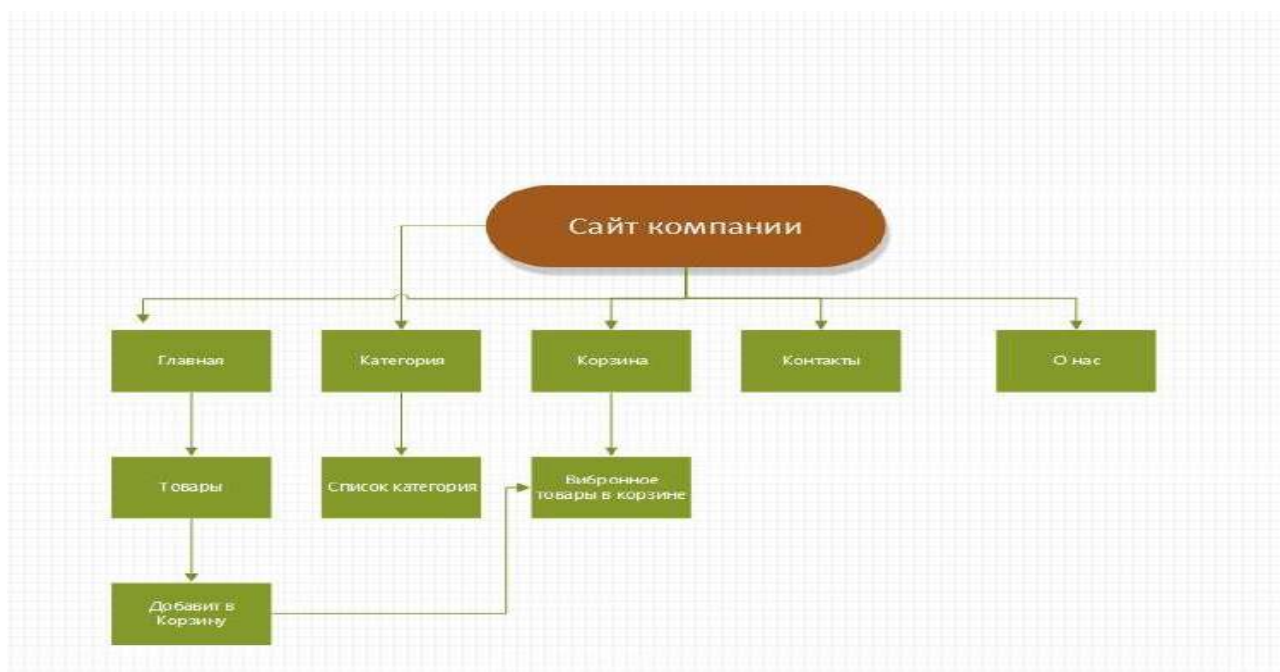 Сайт компании
Главная
Категория
Корзина
Контакты
О нас
Товары
Список категория
Вибронное
товары в корзине
Добавит в
Корзину